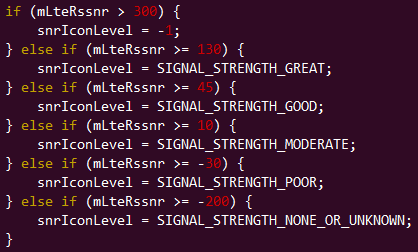 if (mLteRssnr > 300) {
    snrIconLevel = -1;
} else if (mLteRssnr >= 130) {
    snrIconLevel = SIGNAL_STRENGTH_GREAT;
} else if (mLteRssnr >= 45) {
    snrIconLevel = SIGNAL_STRENGTH_GOOD;
} else if (mLteRssnr >= 10) {
    snrIconLevel = SIGNAL_STRENGTH_MODERATE;
} else if (mLteRssnr >= -30) {
    snrIconLevel = SIGNAL_STRENGTH_POOR;
} else if (mLteRssnr >= -200) {
    snrIconLevel = SIGNAL_STRENGTH_NONE_OR_UNKNOWN;
}